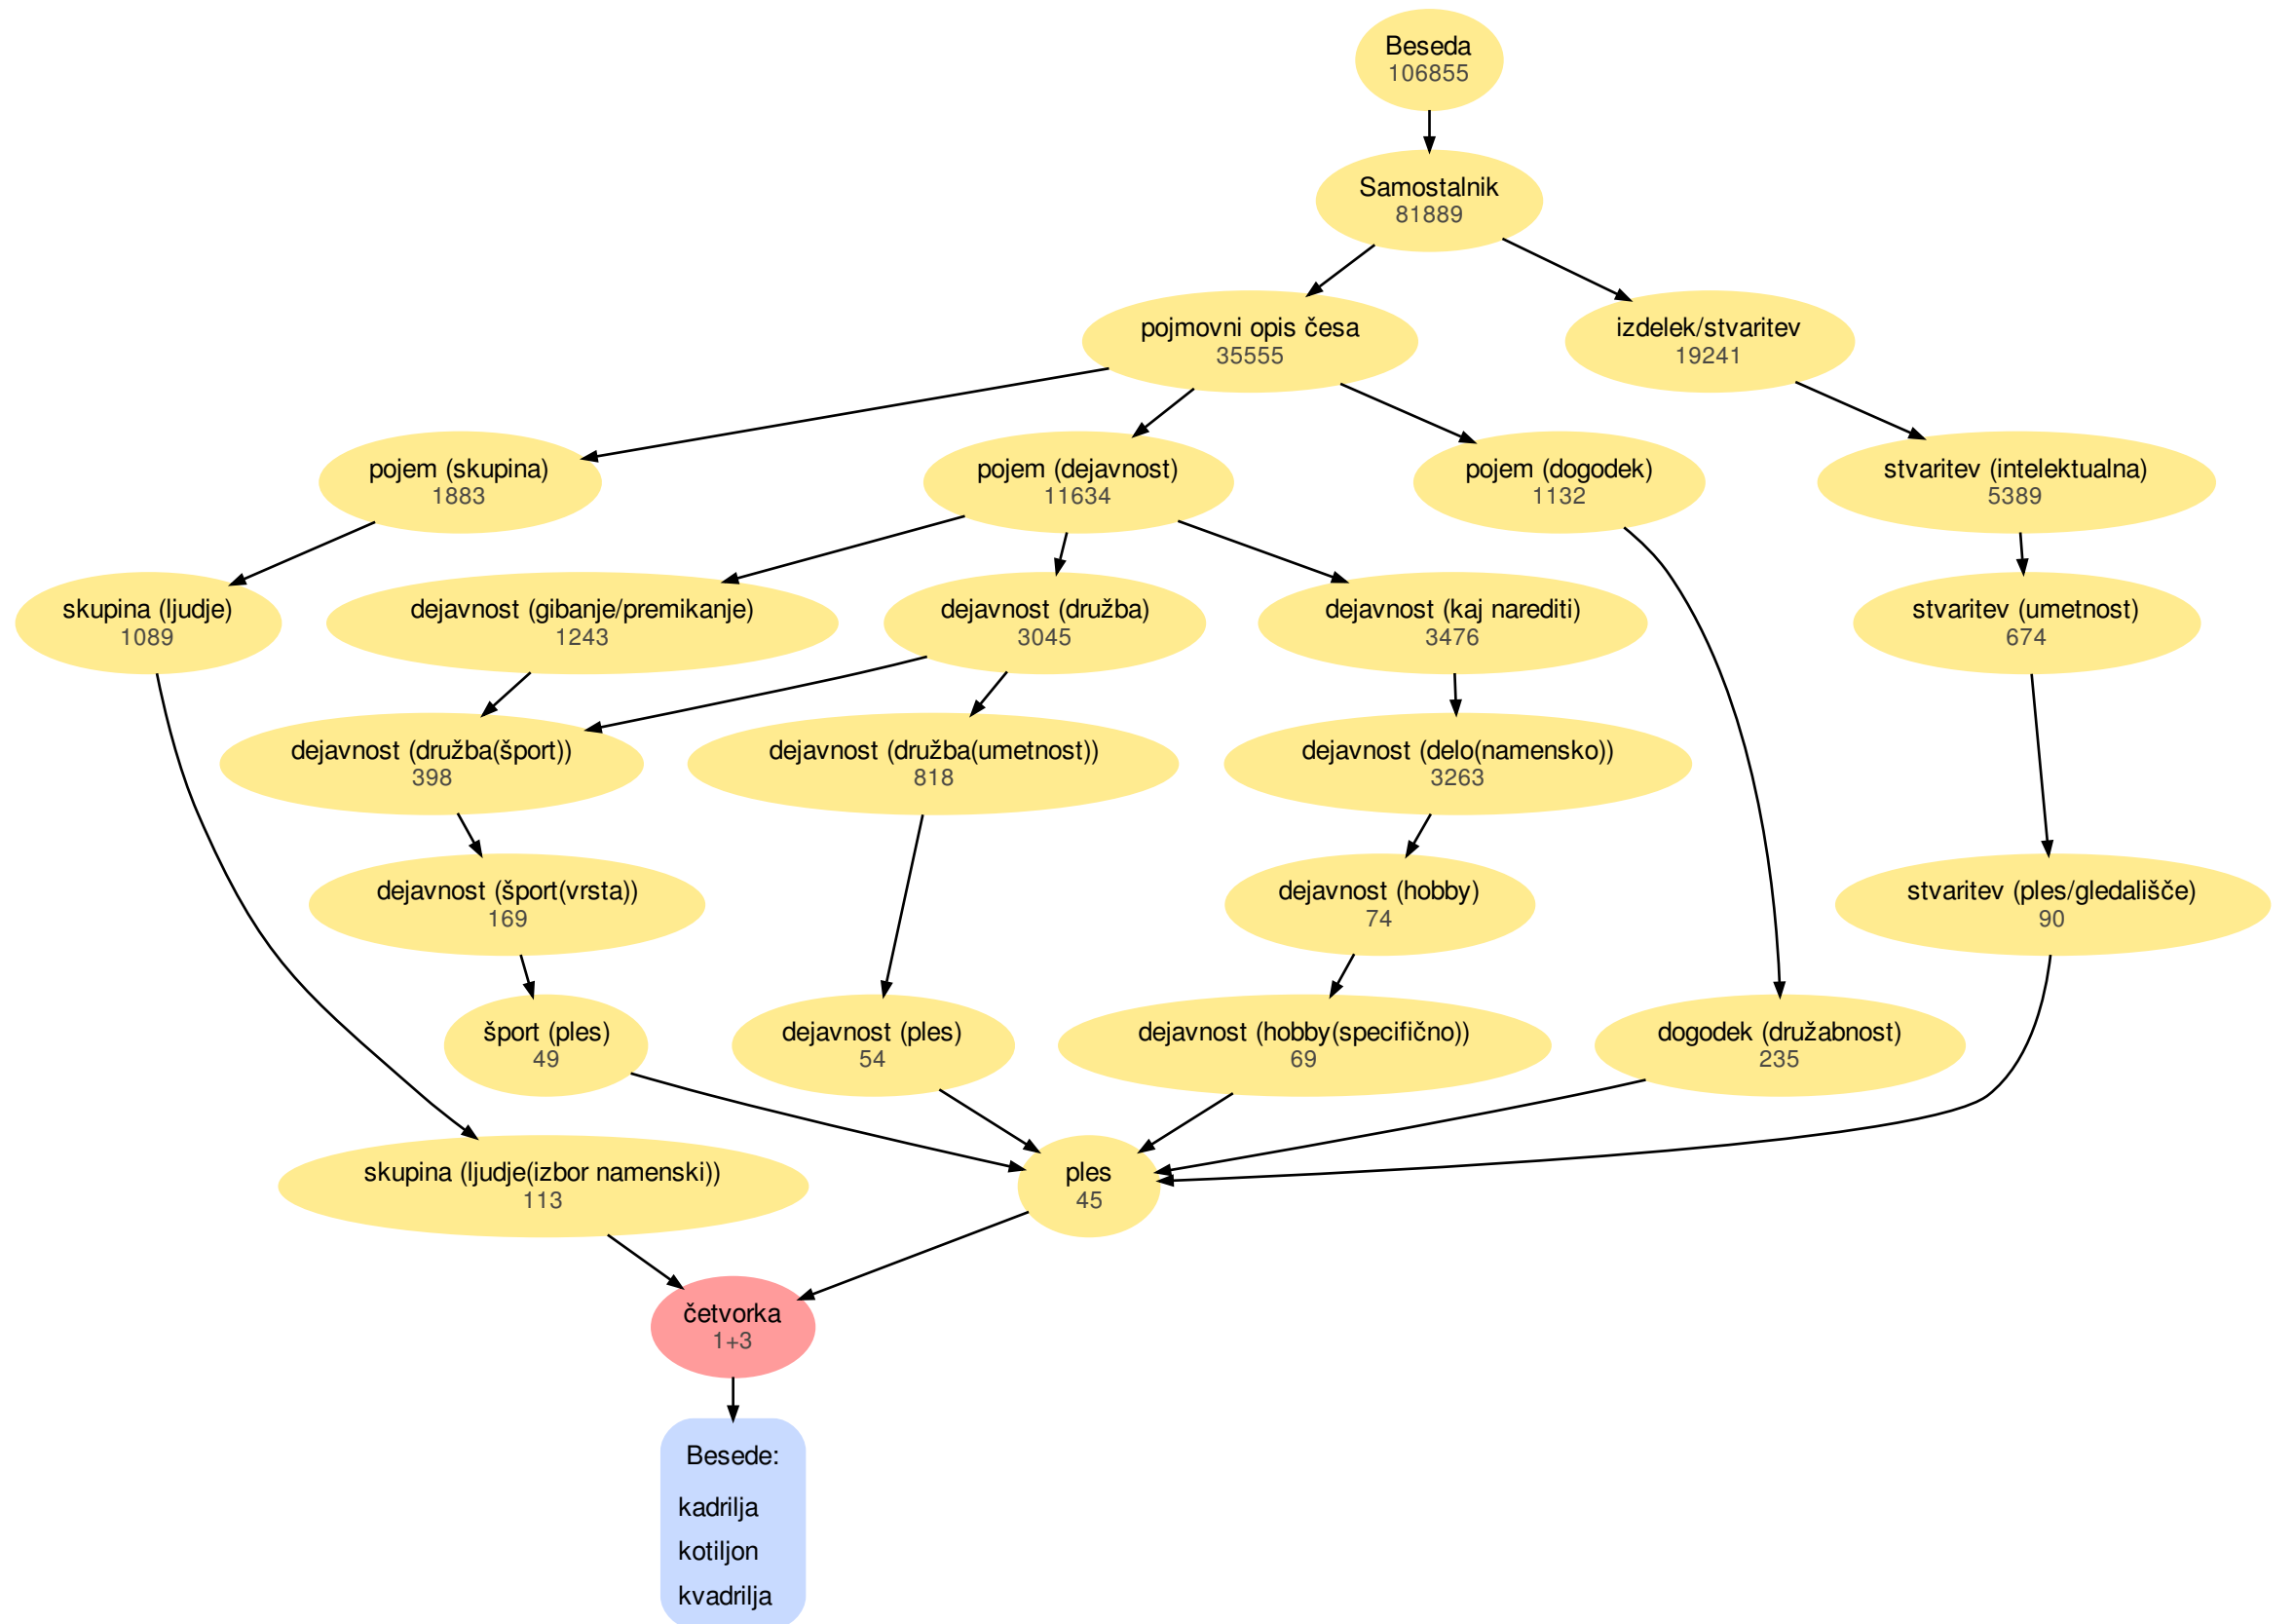 Beseda
106855
Samostalnik
81889
pojmovni opis česa
35555
izdelek/stvaritev
19241
pojem (skupina)
1883
pojem (dejavnost)
11634
pojem (dogodek)
1132
stvaritev (intelektualna)
5389
skupina (ljudje)
1089
dejavnost (gibanje/premikanje)
1243
dejavnost (družba)
3045
dejavnost (kaj narediti)
3476
stvaritev (umetnost)
674
dejavnost (družba(šport))
398
dejavnost (družba(umetnost))
818
dejavnost (delo(namensko))
3263
dejavnost (šport(vrsta))
169
dejavnost (hobby)
74
stvaritev (ples/gledališče)
90
šport (ples)
49
dejavnost (ples)
54
dejavnost (hobby(specifično))
69
dogodek (družabnost)
235
skupina (ljudje(izbor namenski))
113
ples
45
četvorka
1+3
Besede:
kadrilja
kotiljon
kvadrilja